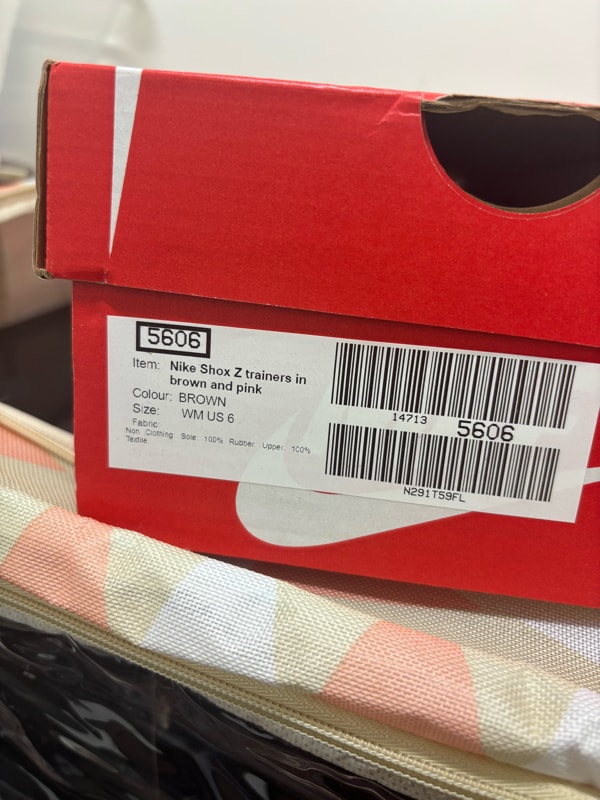 5606
Item: Nike Shox Z trainers in
brown and pink
Colour: BROWN
Size: WM US 6
Fabric:
Non Clothing Sole: 100% Rubber Upper: 100%
Textile.
14713
5606
N291T59FL